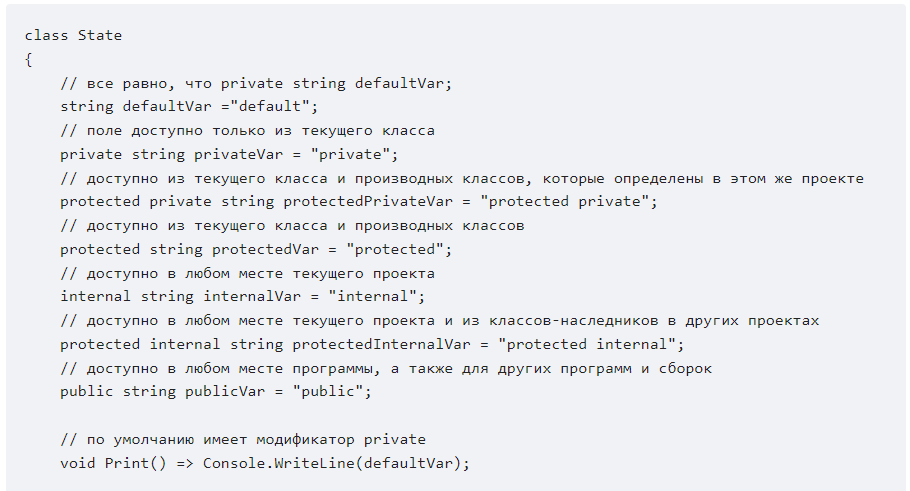 class State
{
    // все равно, что private string defaultVar;
    string defaultVar ="default";
    // поле доступно только из текущего класса
    private string privateVar = "private";
    // доступно из текущего класса и производных классов, которые определены в этом же проекте
    protected private string protectedPrivateVar = "protected private";
    // доступно из текущего класса и производных классов
    protected string protectedVar = "protected";
    // доступно в любом месте текущего проекта
    internal string internalVar = "internal";
    // доступно в любом месте текущего проекта и из классов-наследников в других проектах
    protected internal string protectedInternalVar = "protected internal";
    // доступно в любом месте программы, а также для других программ и сборок
    public string publicVar = "public";

    // по умолчанию имеет модификатор private
    void Print() => Console.WriteLine(defaultVar);